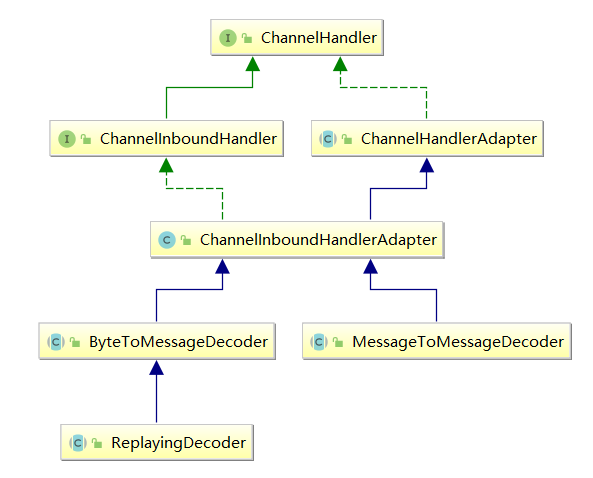 I ChannelHandler
I ChannelInboundHandler
C ChannelHandlerAdapter
C ChannelInboundHandlerAdapter
C ByteToMessageDecoder
C MessageToMessageDecoder
C ReplayingDecoder